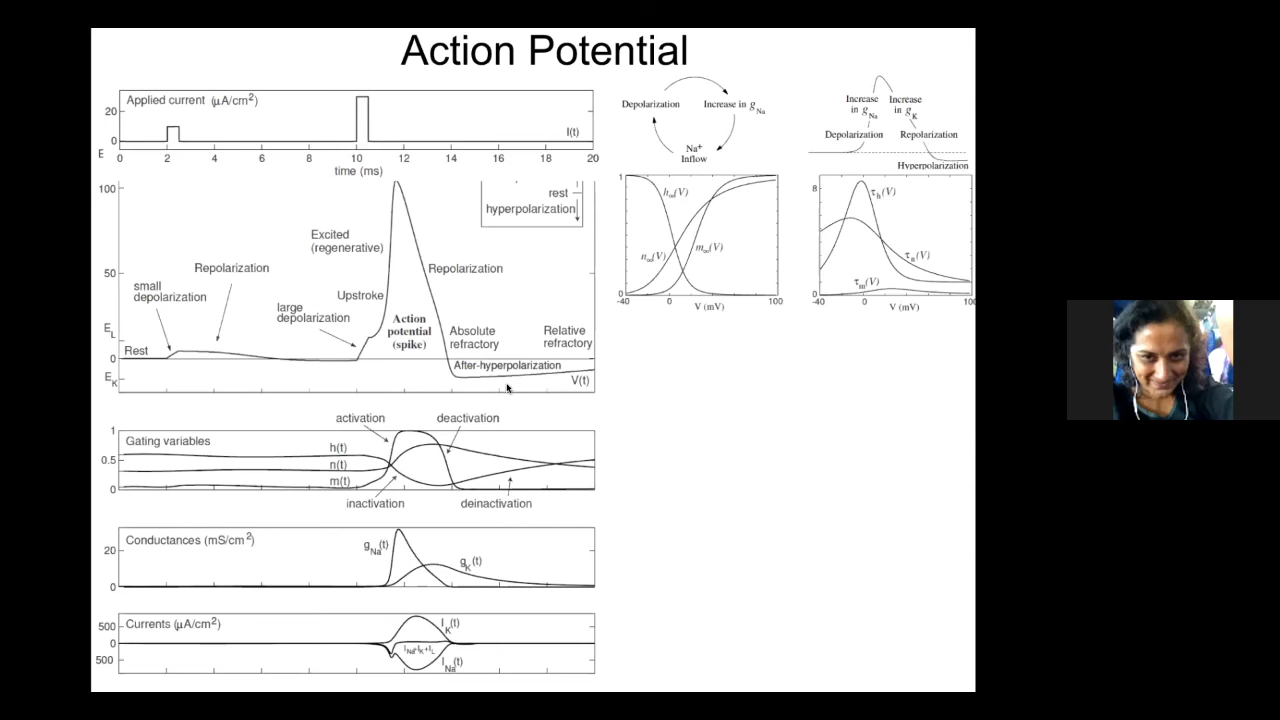 Action Potential
Applied current (μA/cm²)
20
0
I(t)
E
0 2 4 6 8 10 12 14 16 18 20
time (ms)
100
50
E_L
0
E_K
rest
hyperpolarization
Excited
(regenerative)
Repolarization
Repolarization
small
depolarization
large
depolarization
Upstroke
Action
potential
(spike)
Absolute
refractory
Relative
refractory
Rest
After-hyperpolarization
V(t)
activation
deactivation
1
0.5
0
Gating variables
h(t)
n(t)
m(t)
inactivation
deinactivation
Conductances (mS/cm²)
20
0
g_Na(t)
g_K(t)
Currents (μA/cm²)
500
0
500
I_K(t)
I_Na+I_K+I_L
I_Na(t)
Depolarization
Increase in g_Na
Na⁺
Inflow
Increase
in g_Na
Increase
in g_K
Depolarization
Repolarization
Hyperpolarization
1
0
h∞(V)
n∞(V)
m∞(V)
-40 0 100
V (mV)
8
0
τ_h(V)
τ_n(V)
τ_m(V)
-40 0 100
V (mV)